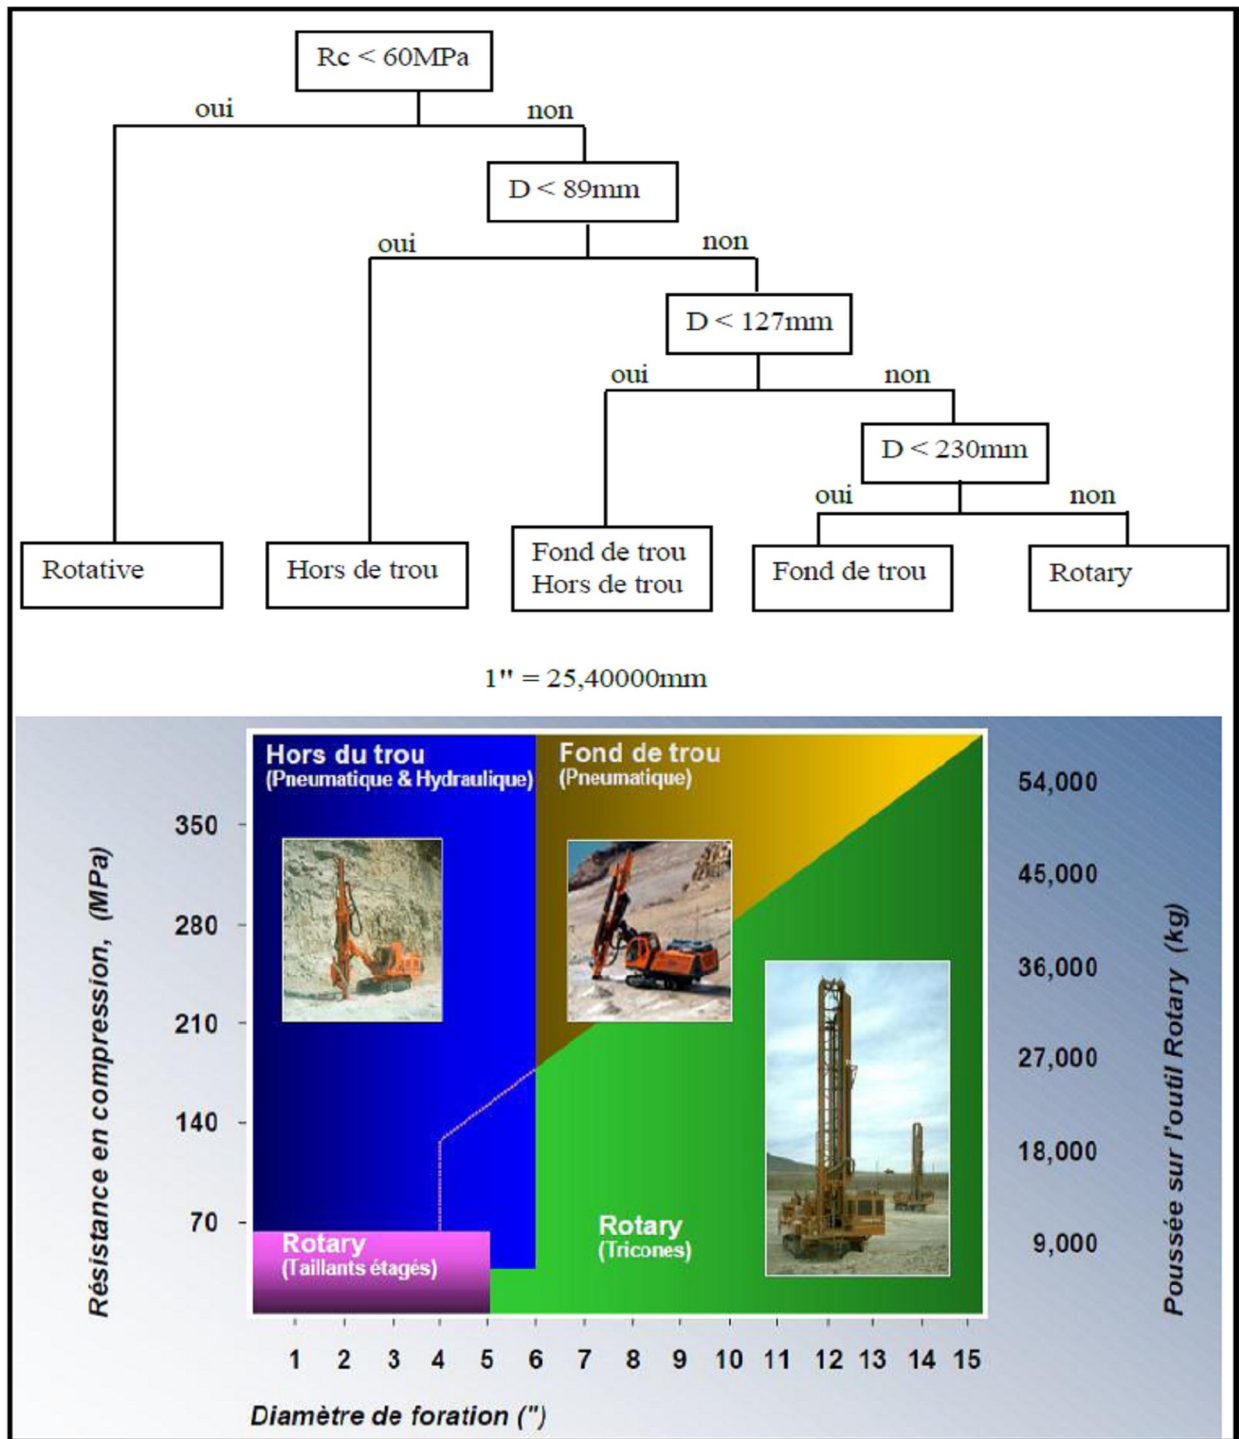 Rc < 60MPa
oui
non
D < 89mm
oui
non
D < 127mm
oui
non
D < 230mm
oui
non
Rotative
Hors de trou
Fond de trou
Hors de trou
Fond de trou
Rotary
1" = 25,40000mm
Hors du trou
(Pneumatique & Hydraulique)
Fond de trou
(Pneumatique)
Rotary
(Taillants étagés)
Rotary
(Tricones)
Résistance en compression, (MPa)
350
280
210
140
70
54,000
45,000
36,000
27,000
18,000
9,000
Poussée sur l'outil Rotary (kg)
1 2 3 4 5 6 7 8 9 10 11 12 13 14 15
Diamètre de foration (")